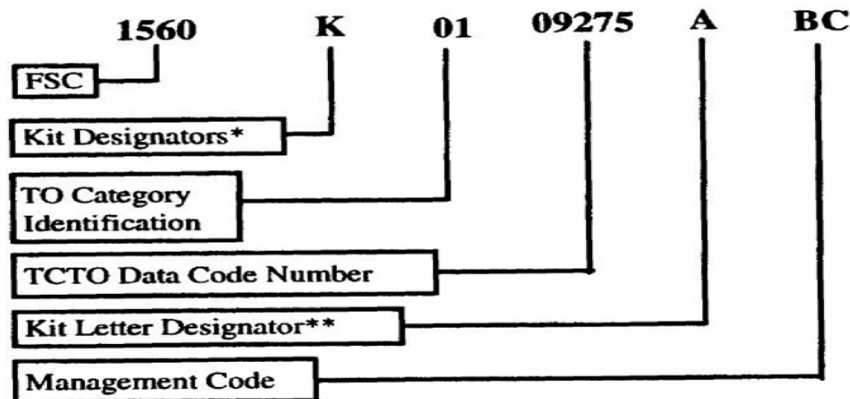 1560 K 01 09275 A BC
FSC
Kit Designators*
TO Category
Identification
TCTO Data Code Number
Kit Letter Designator**
Management Code